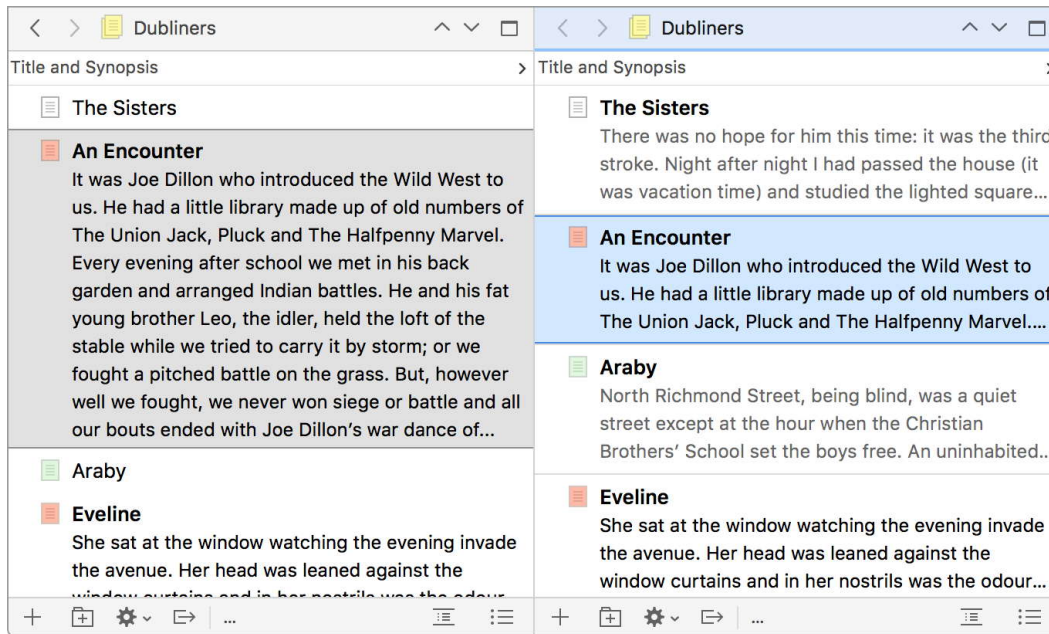 Dubliners
Title and Synopsis
The Sisters
An Encounter
It was Joe Dillon who introduced the Wild West to
us. He had a little library made up of old numbers of
The Union Jack, Pluck and The Halfpenny Marvel.
Every evening after school we met in his back
garden and arranged Indian battles. He and his fat
young brother Leo, the idler, held the loft of the
stable while we tried to carry it by storm; or we
fought a pitched battle on the grass. But, however
well we fought, we never won siege or battle and all
our bouts ended with Joe Dillon’s war dance of...
Araby
Eveline
She sat at the window watching the evening invade
the avenue. Her head was leaned against the
window curtains and in her nostrils was the odour
...
Dubliners
Title and Synopsis
The Sisters
There was no hope for him this time: it was the third
stroke. Night after night I had passed the house (it
was vacation time) and studied the lighted square...
An Encounter
It was Joe Dillon who introduced the Wild West to
us. He had a little library made up of old numbers of
The Union Jack, Pluck and The Halfpenny Marvel....
Araby
North Richmond Street, being blind, was a quiet
street except at the hour when the Christian
Brothers’ School set the boys free. An uninhabited..
Eveline
She sat at the window watching the evening invade
the avenue. Her head was leaned against the
window curtains and in her nostrils was the odour...
...